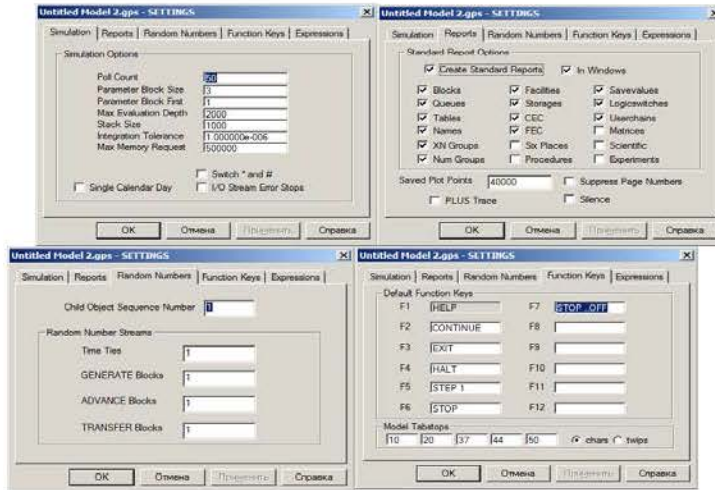 Untitled Model 2.gps - SETTINGS
Simulation Reports Random Numbers Function Keys Expressions
Simulation Options
Poll Count 50
Parameter Block Size 3
Parameter Block First 1
Max Evaluation Depth 2000
Stack Size 1000
Integration Tolerance 1.000000e-006
Max Memory Request 500000
Switch * and #
Single Calendar Day I/O Stream Error Stops
OK Отмена Применить Справка
Untitled Model 2.gps - SETTINGS
Simulation Reports Random Numbers Function Keys Expressions
Standard Report Options
Create Standard Reports In Windows
Blocks Facilities Savevalues
Queues Storages Logicswitches
Tables CEC Userchains
Names FEC Matrices
XN Groups Six Places Scientific
Num Groups Procedures Experiments
Saved Plot Points 40000 Suppress Page Numbers
PLUS Trace Silence
OK Отмена Применить Справка
Untitled Model 2.gps - SETTINGS
Simulation Reports Random Numbers Function Keys Expressions
Child Object Sequence Number 1
Random Number Streams
Time Ties 1
GENERATE Blocks 1
ADVANCE Blocks 1
TRANSFER Blocks 1
OK Отмена Применить Справка
Untitled Model 2.gps - SETTINGS
Simulation Reports Random Numbers Function Keys Expressions
Default Function Keys
F1 HELP F7 STOP ,,OFF
F2 CONTINUE F8
F3 EXIT F9
F4 HALT F10
F5 STEP 1 F11
F6 STOP F12
Model Tabstops
10 20 37 44 50 chars twips
OK Отмена Применить Справка